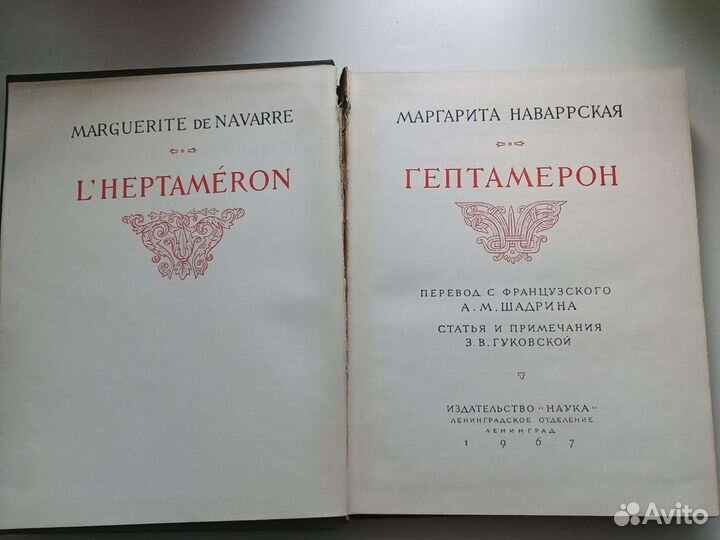 MARGUERITE DE NAVARRE
L'HEPTAMÉRON
МАРГАРИТА НАВАРРСКАЯ
ГЕПТАМЕРОН
ПЕРЕВОД С ФРАНЦУЗСКОГО
А. М. ШАДРИНА
СТАТЬЯ И ПРИМЕЧАНИЯ
З. В. ГУКОВСКОЙ
ИЗДАТЕЛЬСТВО "НАУКА"
ЛЕНИНГРАДСКОЕ ОТДЕЛЕНИЕ
ЛЕНИНГРАД
1967
Avito